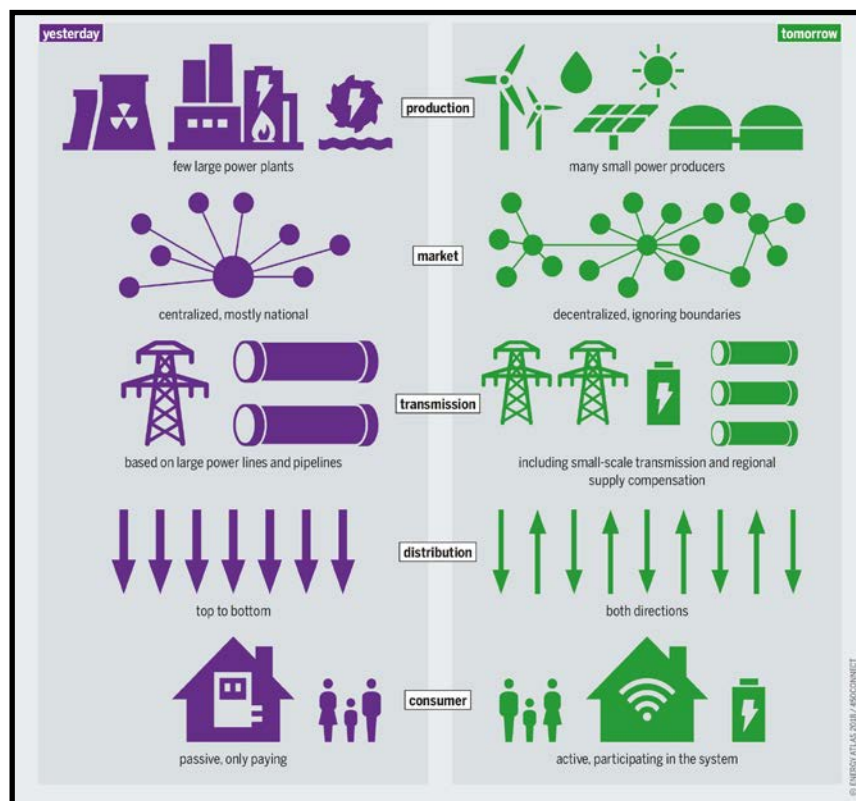 yesterday
tomorrow
production
few large power plants
many small power producers
market
centralized, mostly national
decentralized, ignoring boundaries
transmission
based on large power lines and pipelines
including small-scale transmission and regional
supply compensation
distribution
top to bottom
both directions
consumer
passive, only paying
active, participating in the system
© ENERGY ATLAS 2018 / 450CONNECT